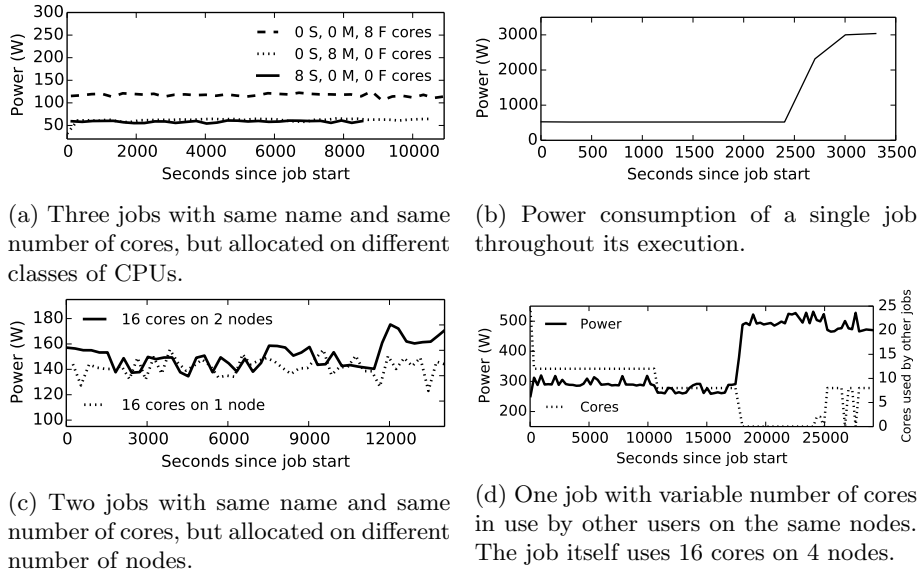 300
250
200
150
100
50
Power (W)
0 S, 0 M, 8 F cores
0 S, 8 M, 0 F cores
8 S, 0 M, 0 F cores
0 2000 4000 6000 8000 10000
Seconds since job start
(a) Three jobs with same name and same
number of cores, but allocated on different
classes of CPUs.
3000
2000
1000
0
Power (W)
0 500 1000 1500 2000 2500 3000 3500
Seconds since job start
(b) Power consumption of a single job
throughout its execution.
180
160
140
120
100
Power (W)
16 cores on 2 nodes
16 cores on 1 node
0 3000 6000 9000 12000
Seconds since job start
(c) Two jobs with same name and same
number of cores, but allocated on different
number of nodes.
500
400
300
200
Power (W)
Power
Cores
25
20
15
10
5
0
Cores used by other jobs
0 5000 10000 15000 20000 25000
Seconds since job start
(d) One job with variable number of cores
in use by other users on the same nodes.
The job itself uses 16 cores on 4 nodes.